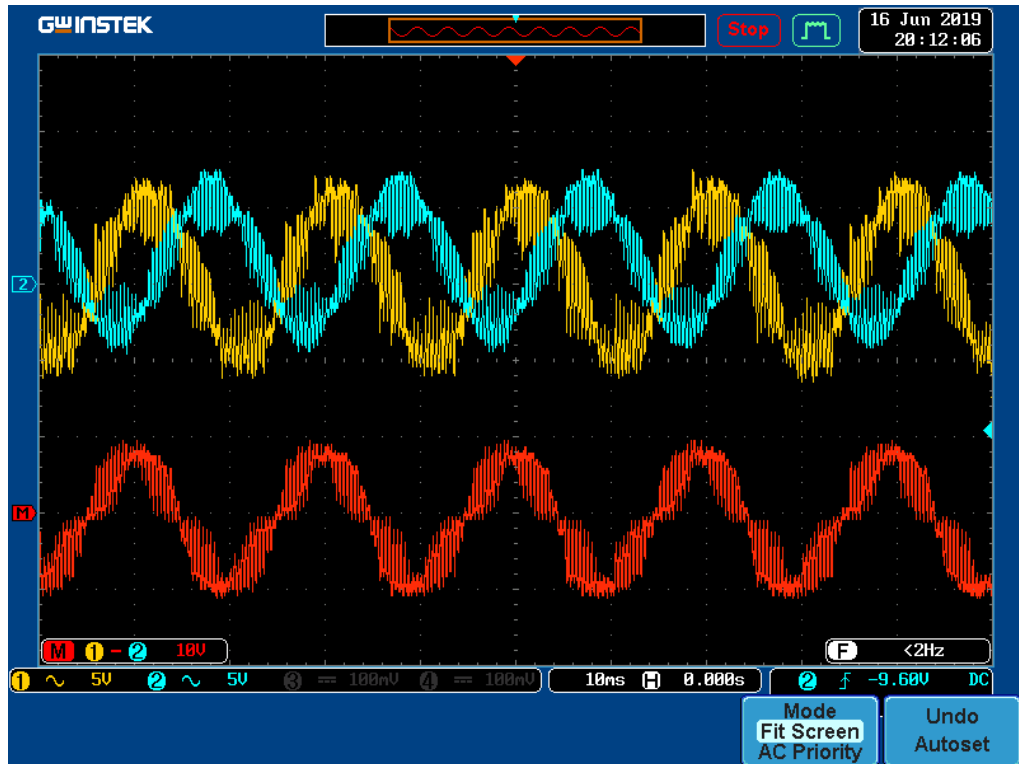 GWINSTEK
Stop
16 Jun 2019
20:12:06
2
M
M 1 - 2 10V
F <2Hz
1 ∿ 5V 2 ∿ 5V 3 == 100mV 4 == 100mV
10ms H 0.000s
2 -9.60V DC
Mode
Fit Screen
AC Priority
Undo
Autoset